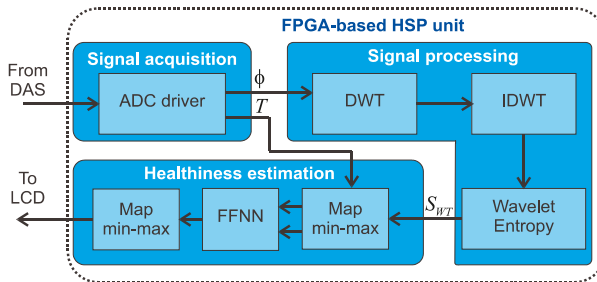 FPGA-based HSP unit
Signal acquisition
Signal processing
From
DAS
ADC driver
ϕ
T
DWT
IDWT
To
LCD
Healthiness estimation
Map
min-max
FFNN
Map
min-max
S_WT
Wavelet
Entropy